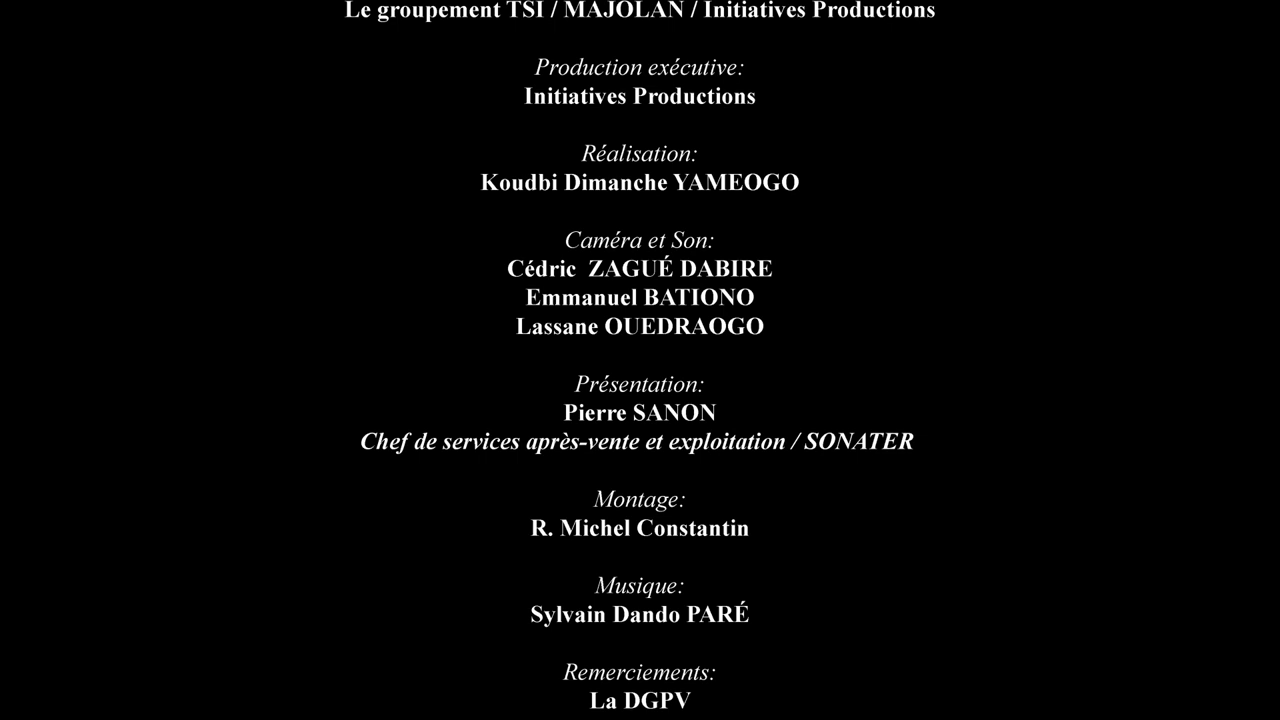 Le groupement TSI / MAJOLAN / Initiatives Productions
Production exécutive:
Initiatives Productions
Réalisation:
Koudbi Dimanche YAMEOGO
Caméra et Son:
Cédric  ZAGUÉ DABIRE
Emmanuel BATIONO
Lassane OUEDRAOGO
Présentation:
Pierre SANON
Chef de services après-vente et exploitation / SONATER
Montage:
R. Michel Constantin
Musique:
Sylvain Dando PARÉ
Remerciements:
La DGPV